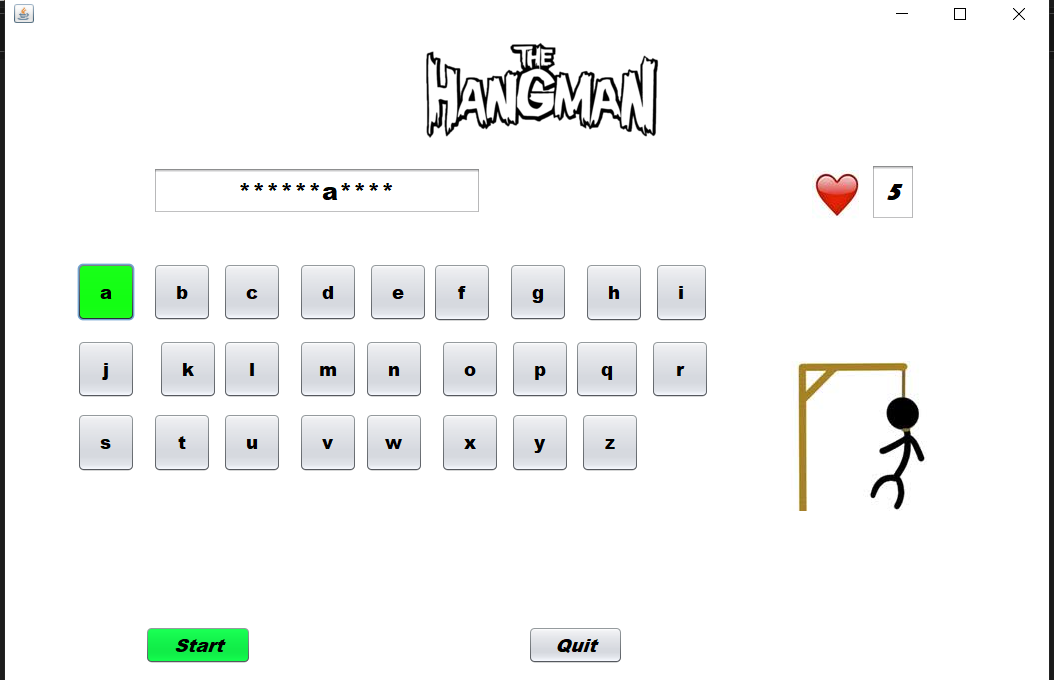 THE
HANGMAN
******a****
5
a b c d e f g h i
j k l m n o p q r
s t u v w x y z
Start Quit